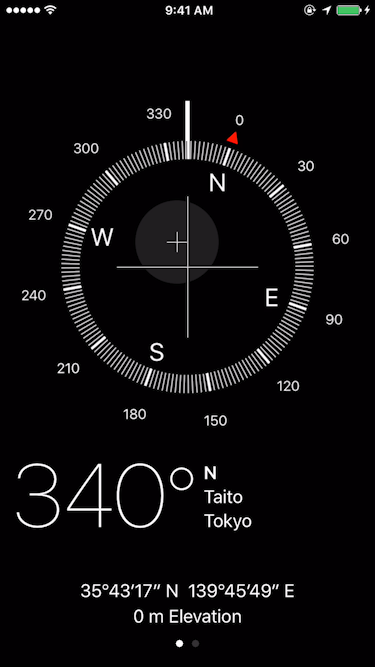 9:41 AM
330
0
300
30
N
270
W
60
240
E
90
S
210
120
180
150
340°
N
Taito
Tokyo
35°43’17” N  139°45’49” E
0 m Elevation